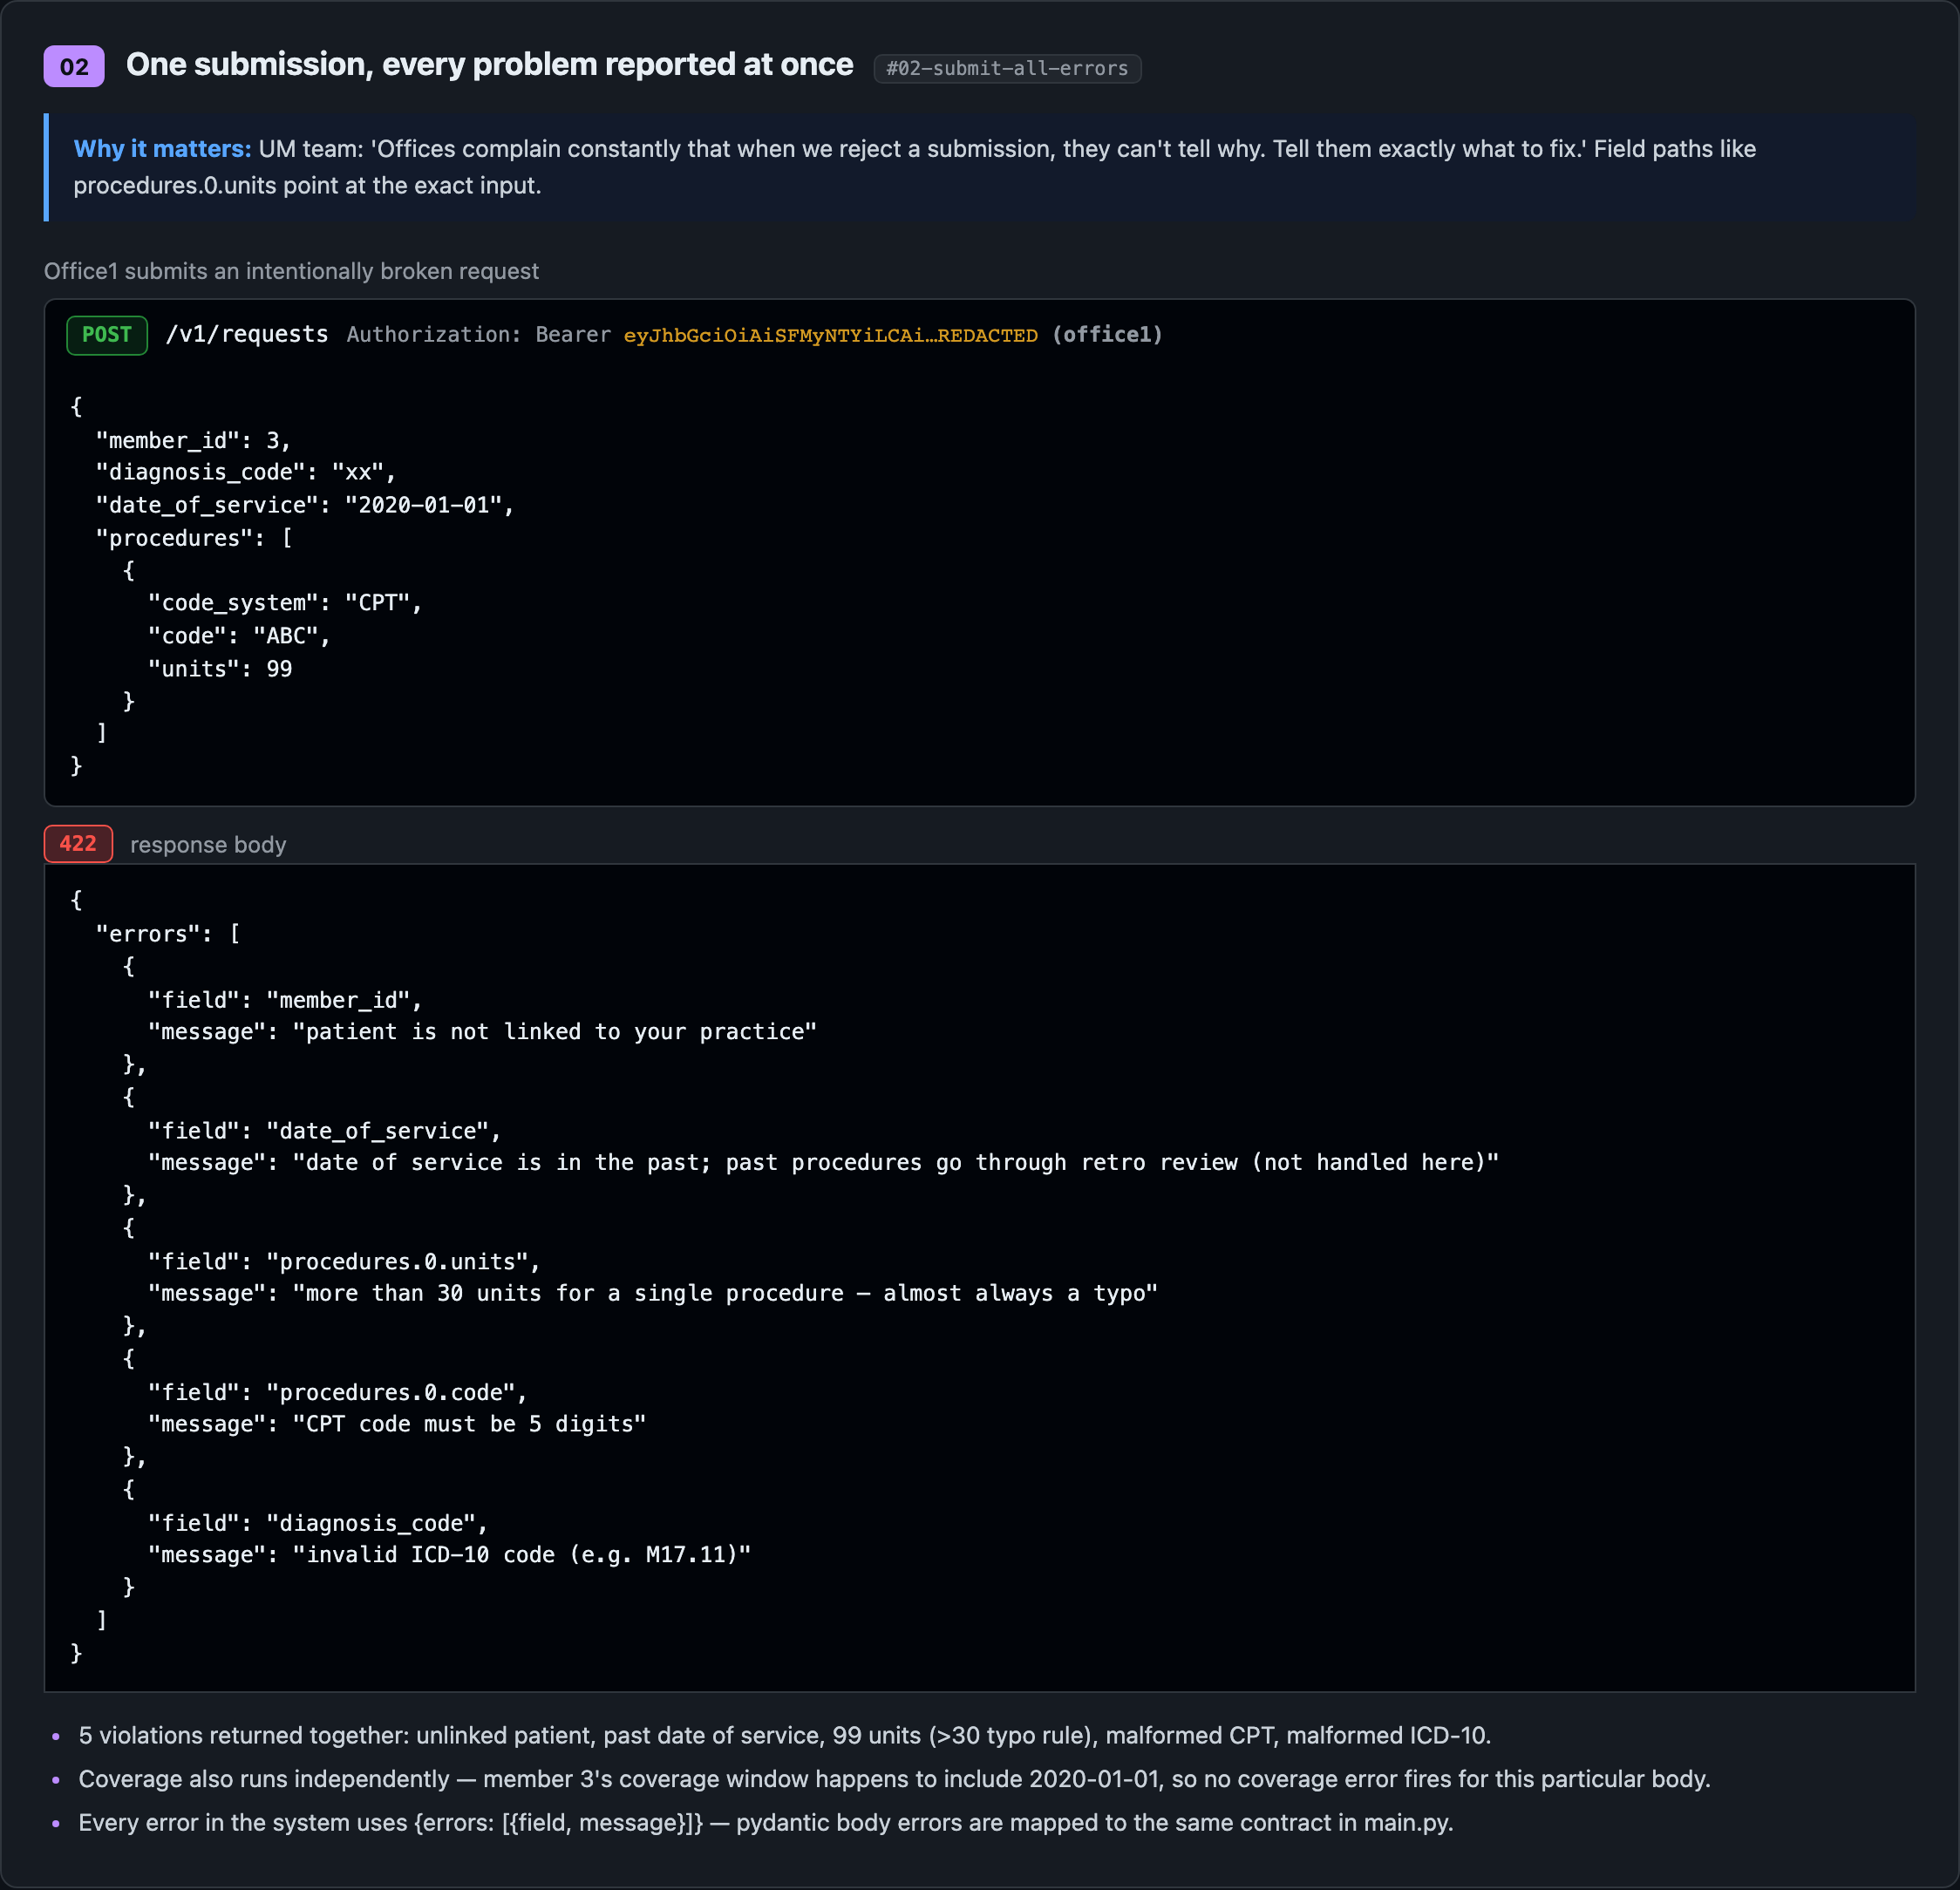 02 One submission, every problem reported at once #02-submit-all-errors
Why it matters: UM team: 'Offices complain constantly that when we reject a submission, they can't tell why. Tell them exactly what to fix.' Field paths like
procedures.0.units point at the exact input.
Office1 submits an intentionally broken request
POST /v1/requests Authorization: Bearer eyJhbGciOiAiSFMyNTYiLCAi…REDACTED (office1)
{
  "member_id": 3,
  "diagnosis_code": "xx",
  "date_of_service": "2020-01-01",
  "procedures": [
    {
      "code_system": "CPT",
      "code": "ABC",
      "units": 99
    }
  ]
}
422 response body
{
  "errors": [
    {
      "field": "member_id",
      "message": "patient is not linked to your practice"
    },
    {
      "field": "date_of_service",
      "message": "date of service is in the past; past procedures go through retro review (not handled here)"
    },
    {
      "field": "procedures.0.units",
      "message": "more than 30 units for a single procedure — almost always a typo"
    },
    {
      "field": "procedures.0.code",
      "message": "CPT code must be 5 digits"
    },
    {
      "field": "diagnosis_code",
      "message": "invalid ICD-10 code (e.g. M17.11)"
    }
  ]
}
• 5 violations returned together: unlinked patient, past date of service, 99 units (>30 typo rule), malformed CPT, malformed ICD-10.
• Coverage also runs independently — member 3's coverage window happens to include 2020-01-01, so no coverage error fires for this particular body.
• Every error in the system uses {errors: [{field, message}]} — pydantic body errors are mapped to the same contract in main.py.